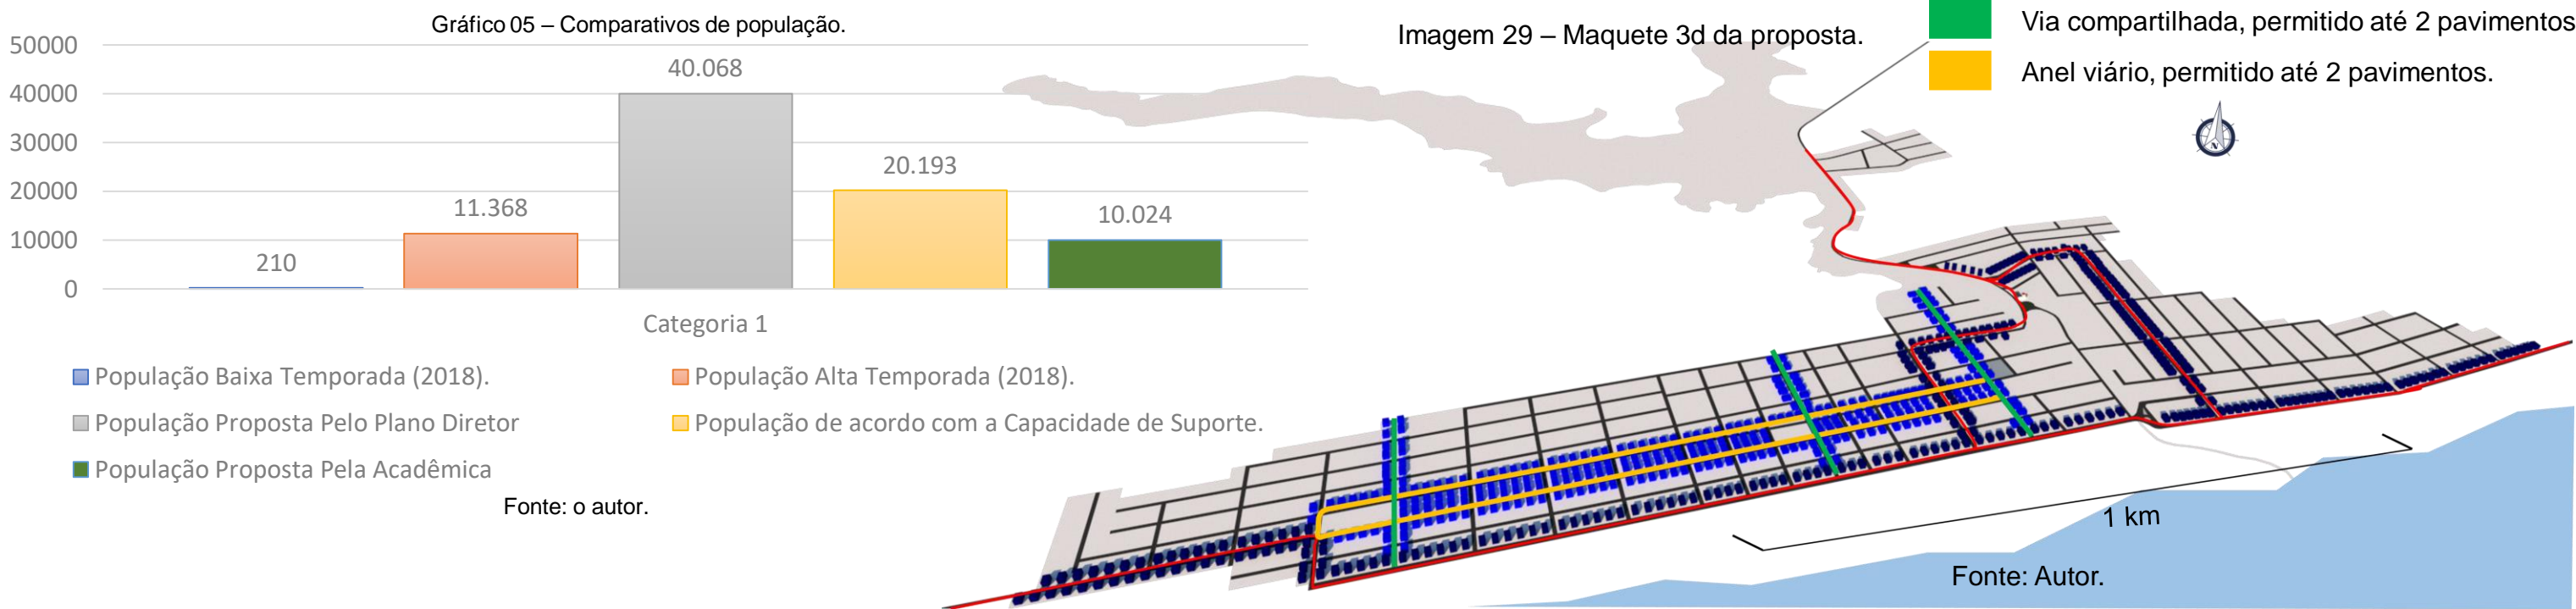 Gráfico 05 – Comparativos de população.
50000
40000
30000
20000
10000
0
210
11.368
40.068
20.193
10.024
Categoria 1
População Baixa Temporada (2018).
População Alta Temporada (2018).
População Proposta Pelo Plano Diretor
População de acordo com a Capacidade de Suporte.
População Proposta Pela Acadêmica
Fonte: o autor.
Imagem 29 – Maquete 3d da proposta.
Via compartilhada, permitido até 2 pavimentos
Anel viário, permitido até 2 pavimentos.
N
1 km
Fonte: Autor.